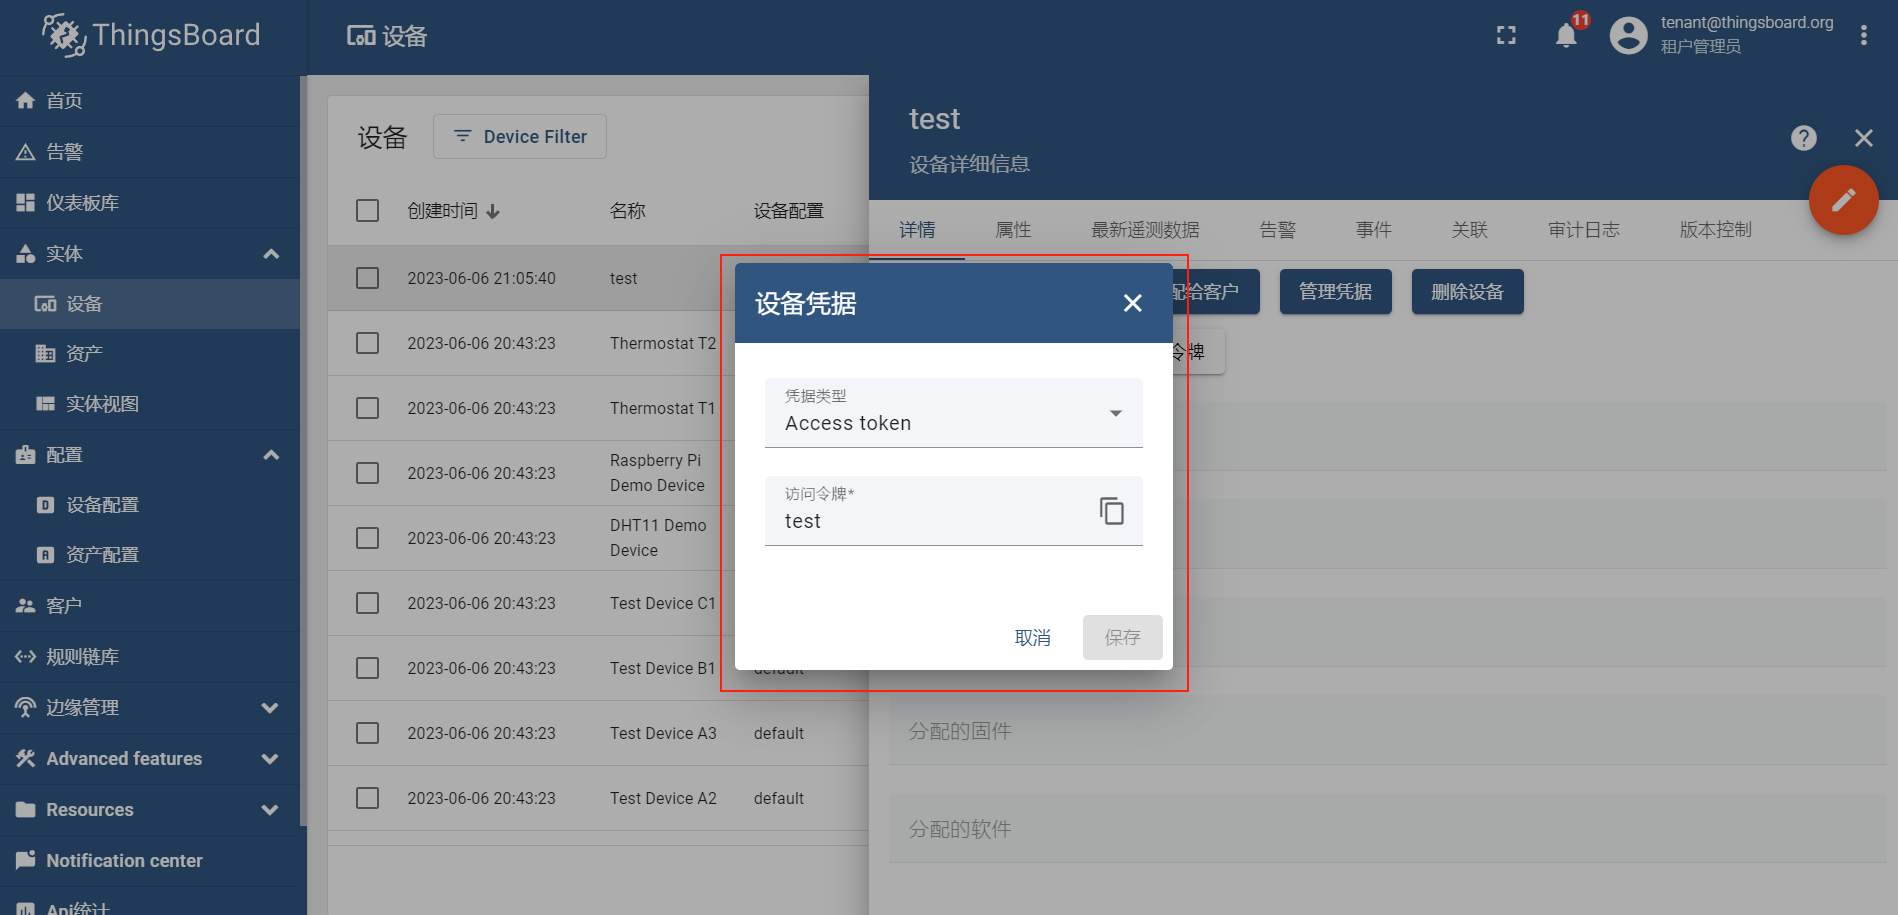 ThingsBoard
设备
11
tenant@thingsboard.org
租户管理员
首页
告警
仪表板库
实体
设备
资产
实体视图
配置
设备配置
资产配置
客户
规则链库
边缘管理
Advanced features
Resources
Notification center
Api统计
设备
Device Filter
创建时间
名称
设备配置
2023-06-06 21:05:40
test
2023-06-06 20:43:23
Thermostat T2
2023-06-06 20:43:23
Thermostat T1
2023-06-06 20:43:23
Raspberry Pi
Demo Device
2023-06-06 20:43:23
DHT11 Demo
Device
2023-06-06 20:43:23
Test Device C1
2023-06-06 20:43:23
Test Device B1
default
2023-06-06 20:43:23
Test Device A3
default
2023-06-06 20:43:23
Test Device A2
default
test
设备详细信息
详情
属性
最新遥测数据
告警
事件
关联
审计日志
版本控制
配给客户
管理凭据
删除设备
令牌
分配的固件
分配的软件
设备凭据
凭据类型
Access token
访问令牌*
test
取消
保存